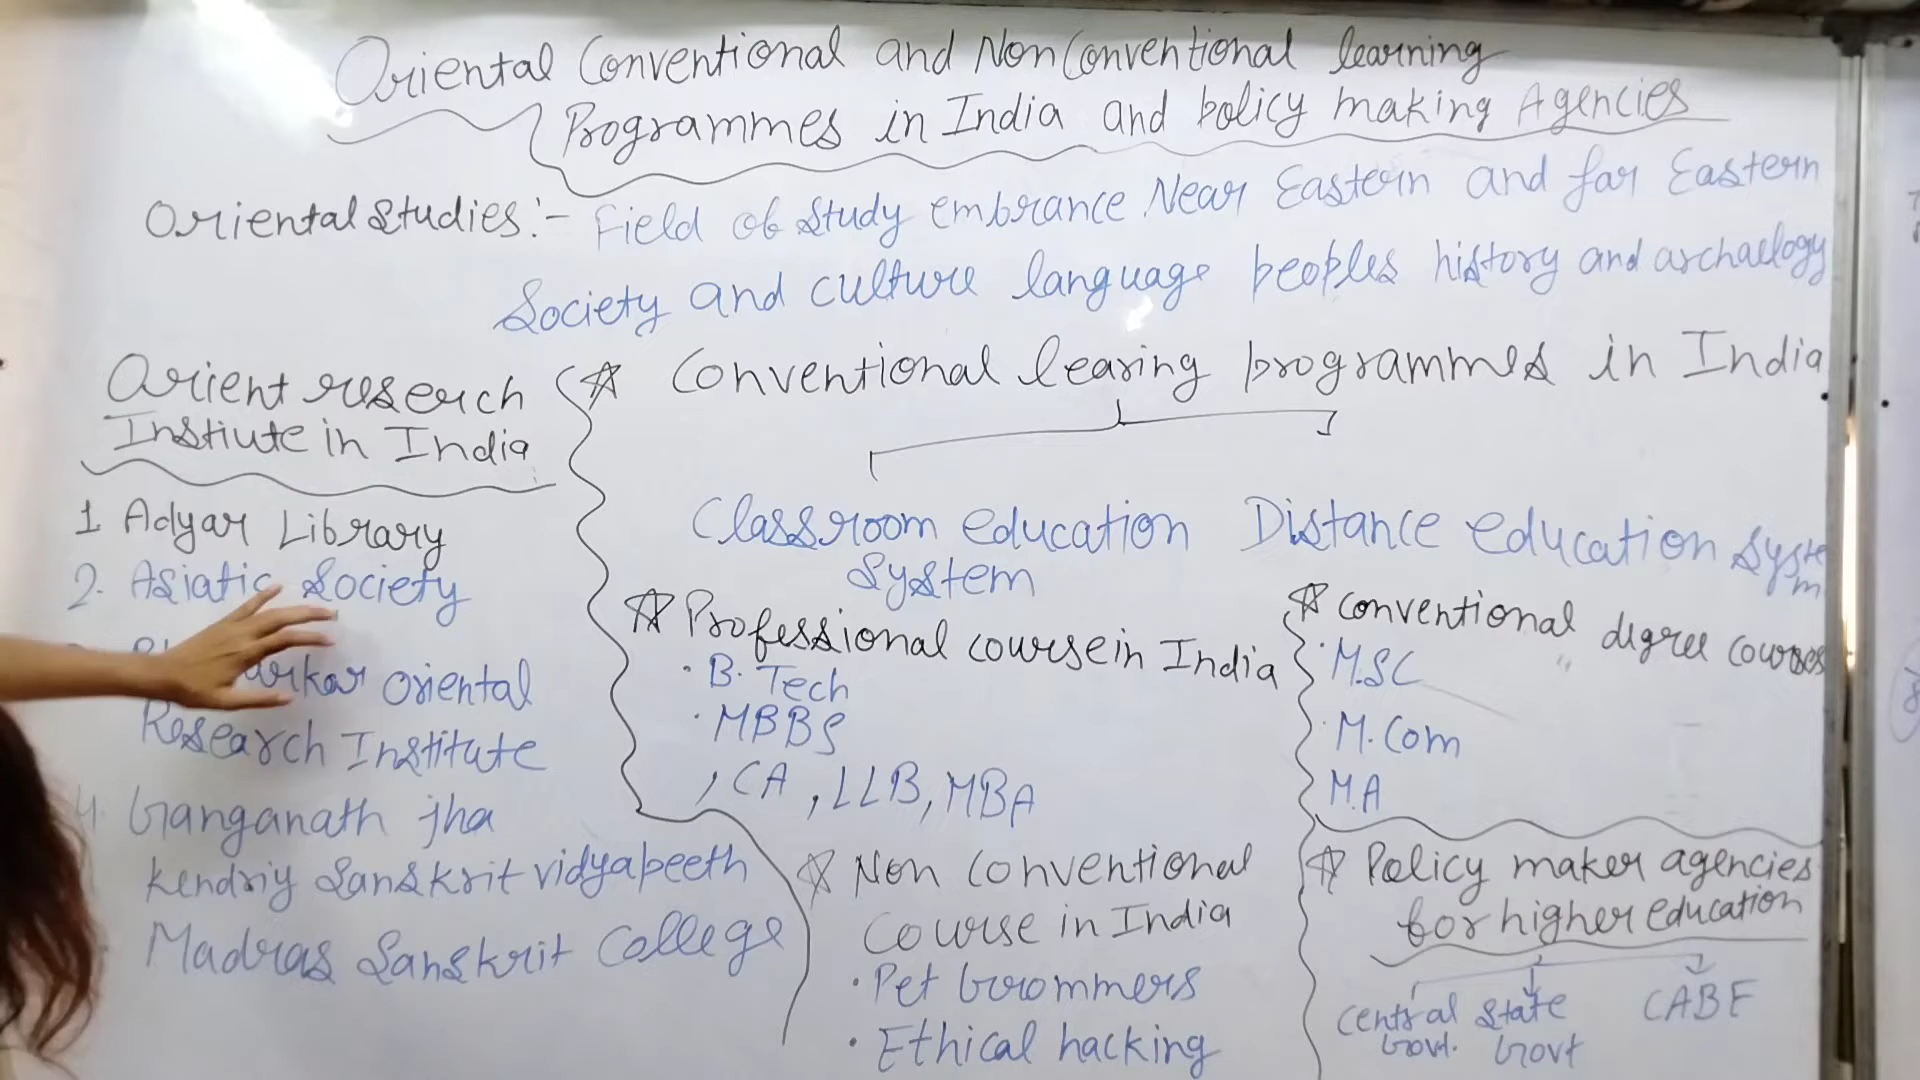 Oriental Conventional and Non Conventional learning
Programmes in India and policy making Agencies
Oriental Studies:- Field of Study embrance Near Eastern and far Eastern
Society and culture language peoples history and archaelogy
Orient reserch
Instiute in India
1 Adyar Library
2. Asiatic Society
arkar Oriental
Research Institute
4. Ganganath jha
kendriy Sanskrit vidyapeeth
Madras Sanskrit College
☆ Conventional learing programmes in India
Classroom education
System
Distance education System
☆ Professional course in India
• B. Tech
• MBBS
, CA , LLB, MBA
☆ conventional degree courses
• M.SC
• M. Com
M.A
☆ Non Conventional
Course in India
• Pet Groommers
• Ethical hacking
☆ Policy maker agencies
for higher education
Central
Govt.
State
Govt
CABE